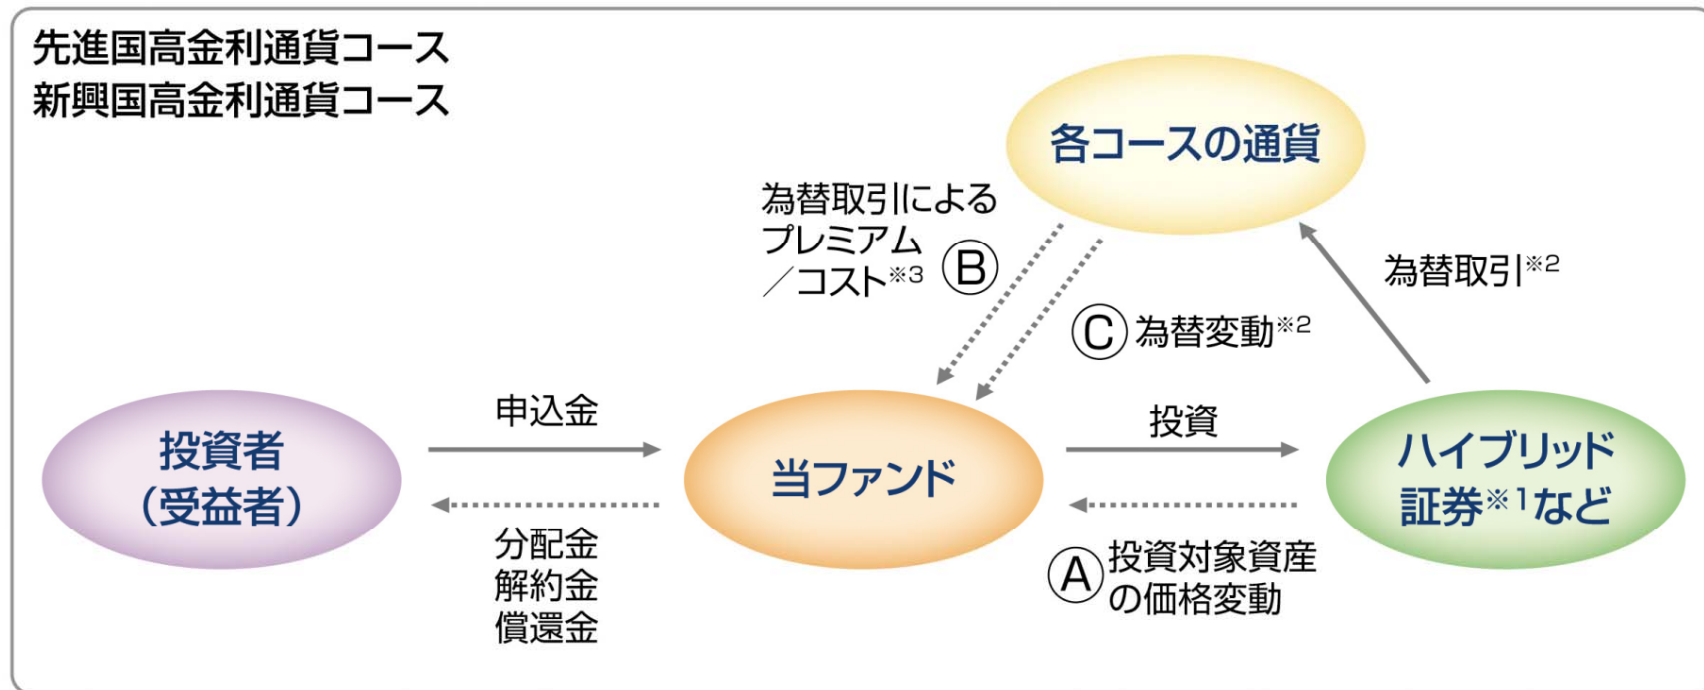 先進国高金利通貨コース
新興国高金利通貨コース
各コースの通貨
為替取引による
プレミアム
／コスト※3
Ⓑ
為替取引※2
Ⓒ 為替変動※2
申込金
投資
投資者
（受益者）
当ファンド
ハイブリッド
証券※1など
分配金
解約金
償還金
Ⓐ 投資対象資産
の価格変動